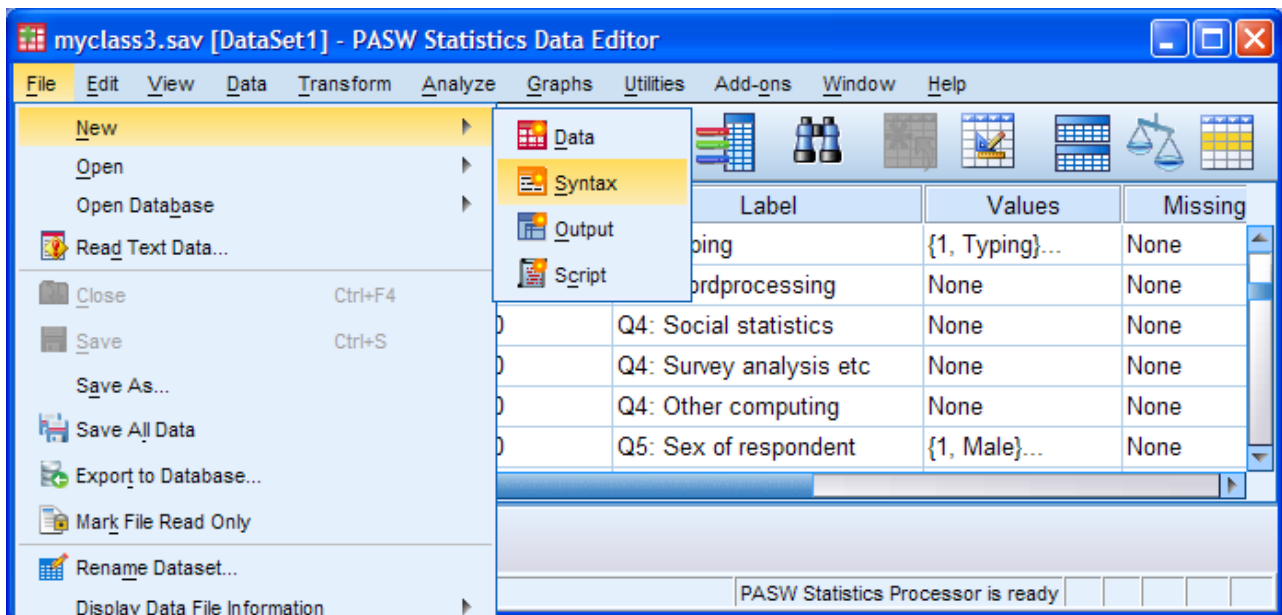 myclass3.sav [DataSet1] - PASW Statistics Data Editor
File Edit View Data Transform Analyze Graphs Utilities Add-ons Window Help
New
Open
Open Database
Read Text Data...
Close Ctrl+F4
Save Ctrl+S
Save As...
Save All Data
Export to Database...
Mark File Read Only
Rename Dataset...
Display Data File Information
Data
Syntax
Output
Script
Label Values Missing
ping {1, Typing}... None
ordprocessing None None
Q4: Social statistics None None
Q4: Survey analysis etc None None
Q4: Other computing None None
Q5: Sex of respondent {1, Male}... None
PASW Statistics Processor is ready